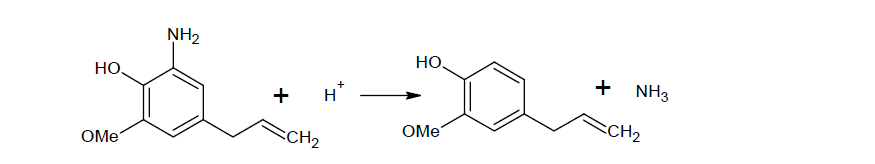 NH2
HO
HO
+ H+ + NH3
OMe CH2 OMe CH2